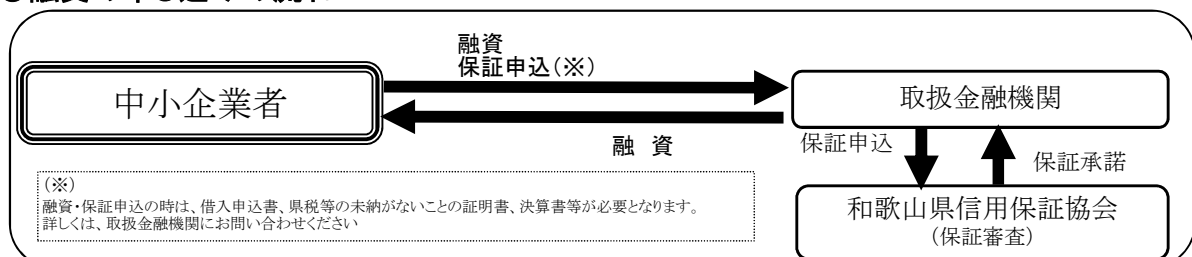 融資
保証申込(※)
中小企業者
取扱金融機関
融 資
保証申込
保証承諾
(※)
融資・保証申込の時は、借入申込書、県税等の未納がないことの証明書、決算書等が必要となります。
詳しくは、取扱金融機関にお問い合わせください
和歌山県信用保証協会
(保証審査)